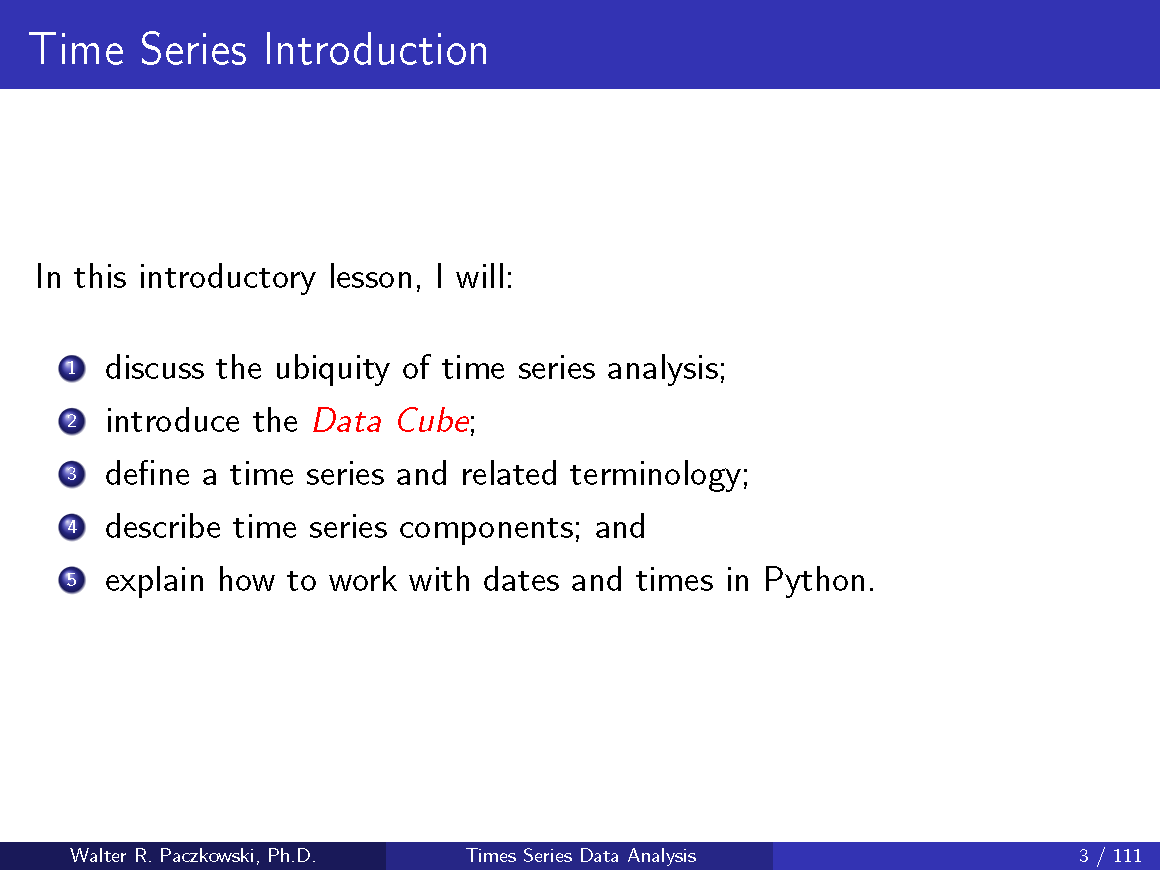 Time Series Introduction
In this introductory lesson, I will:
1 discuss the ubiquity of time series analysis;
2 introduce the Data Cube;
3 define a time series and related terminology;
4 describe time series components; and
5 explain how to work with dates and times in Python.
Walter R. Paczkowski, Ph.D. Times Series Data Analysis 3 / 111